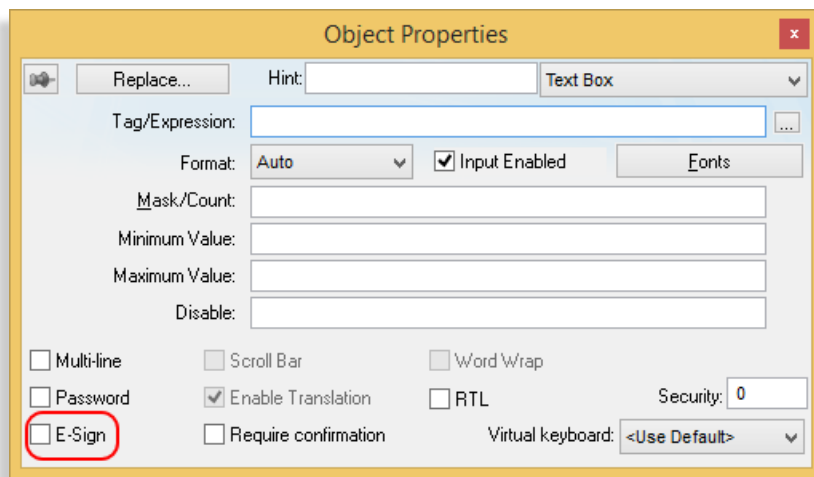 Object Properties
x
Replace... Hint: Text Box
Tag/Expression: ...
Format: Auto Input Enabled Fonts
Mask/Count:
Minimum Value:
Maximum Value:
Disable:
Multi-line Scroll Bar Word Wrap
Password Enable Translation RTL Security: 0
E-Sign Require confirmation Virtual keyboard: <Use Default>